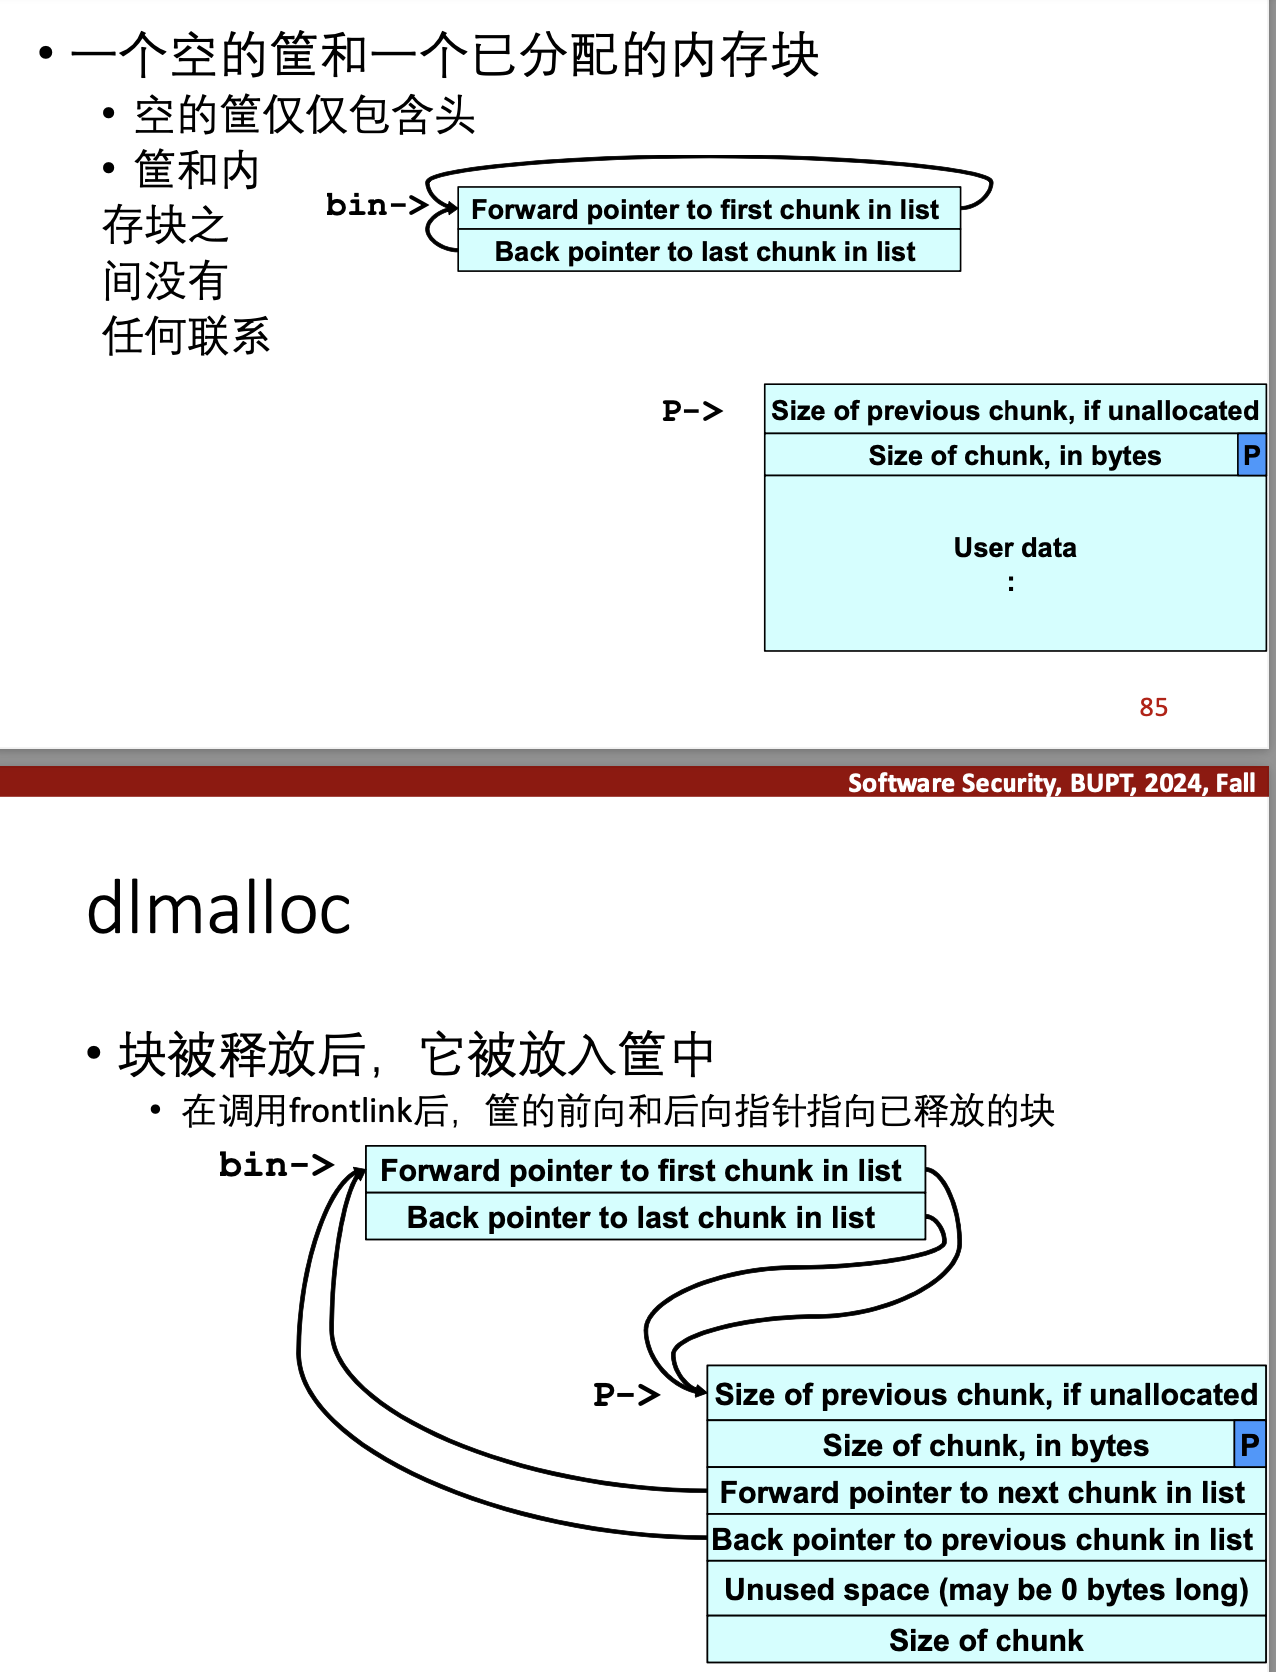 • 一个空的筐和一个已分配的内存块
• 空的筐仅仅包含头
• 筐和内
存块之
间没有
任何联系
bin->
Forward pointer to first chunk in list
Back pointer to last chunk in list
P->
Size of previous chunk, if unallocated
Size of chunk, in bytes
P
User data
:
85
Software Security, BUPT, 2024, Fall
dlmalloc
• 块被释放后，它被放入筐中
• 在调用frontlink后，筐的前向和后向指针指向已释放的块
bin->
Forward pointer to first chunk in list
Back pointer to last chunk in list
P->
Size of previous chunk, if unallocated
Size of chunk, in bytes
P
Forward pointer to next chunk in list
Back pointer to previous chunk in list
Unused space (may be 0 bytes long)
Size of chunk